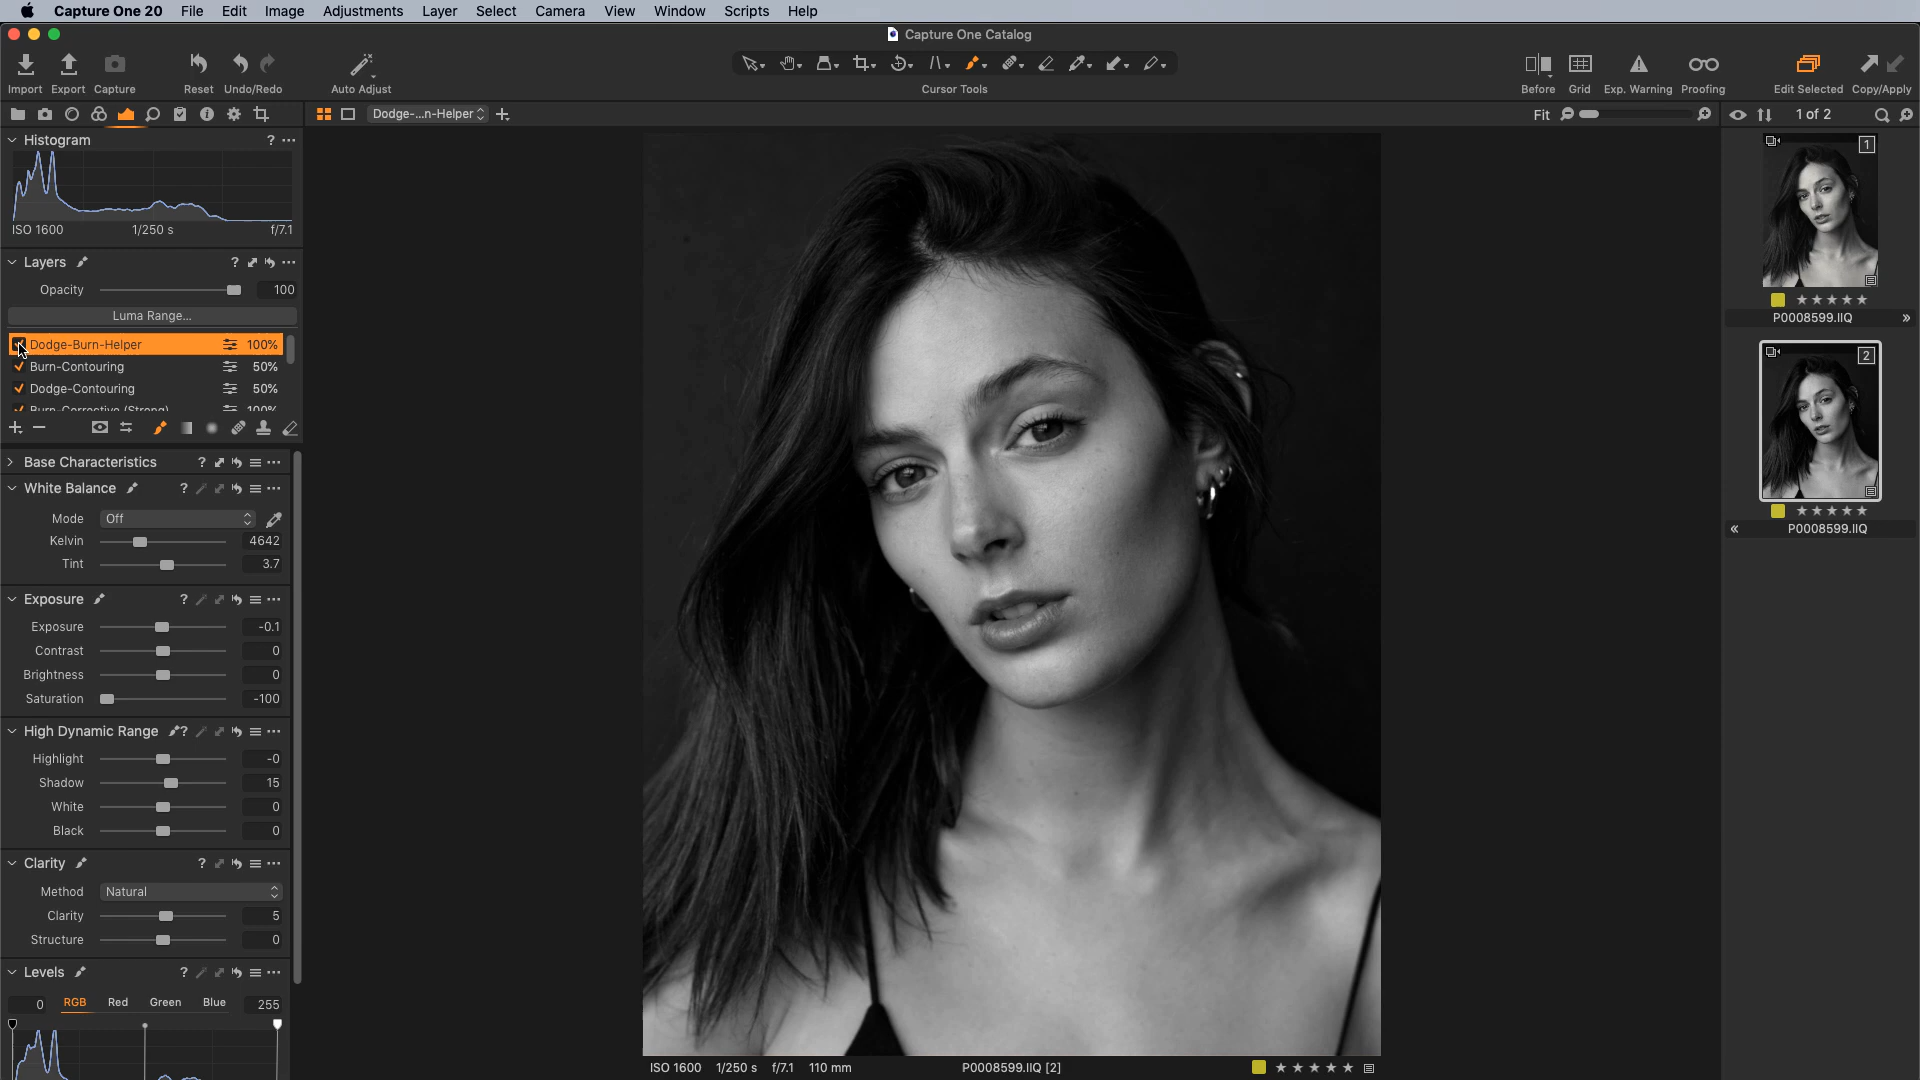 Capture One 20 File Edit Image Adjustments Layer Select Camera View Window Scripts Help
Capture One Catalog
Import Export Capture Reset Undo/Redo Auto Adjust Cursor Tools Before Grid Exp. Warning Proofing Edit Selected Copy/Apply
Dodge-...n-Helper Fit 1 of 2
Histogram ?
ISO 1600 1/250 s f/7.1
Layers ?
Opacity 100
Luma Range...
Dodge-Burn-Helper 100%
Burn-Contouring 50%
Dodge-Contouring 50%
Burn-Corrective (Strong) 100%
Base Characteristics ?
White Balance ?
Mode Off
Kelvin 4642
Tint 3.7
Exposure ?
Exposure -0.1
Contrast 0
Brightness 0
Saturation -100
High Dynamic Range ?
Highlight -0
Shadow 15
White 0
Black 0
Clarity ?
Method Natural
Clarity 5
Structure 0
Levels ?
0 RGB Red Green Blue 255
ISO 1600 1/250 s f/7.1 110 mm P0008599.IIQ [2]
1
P0008599.IIQ
2
P0008599.IIQ